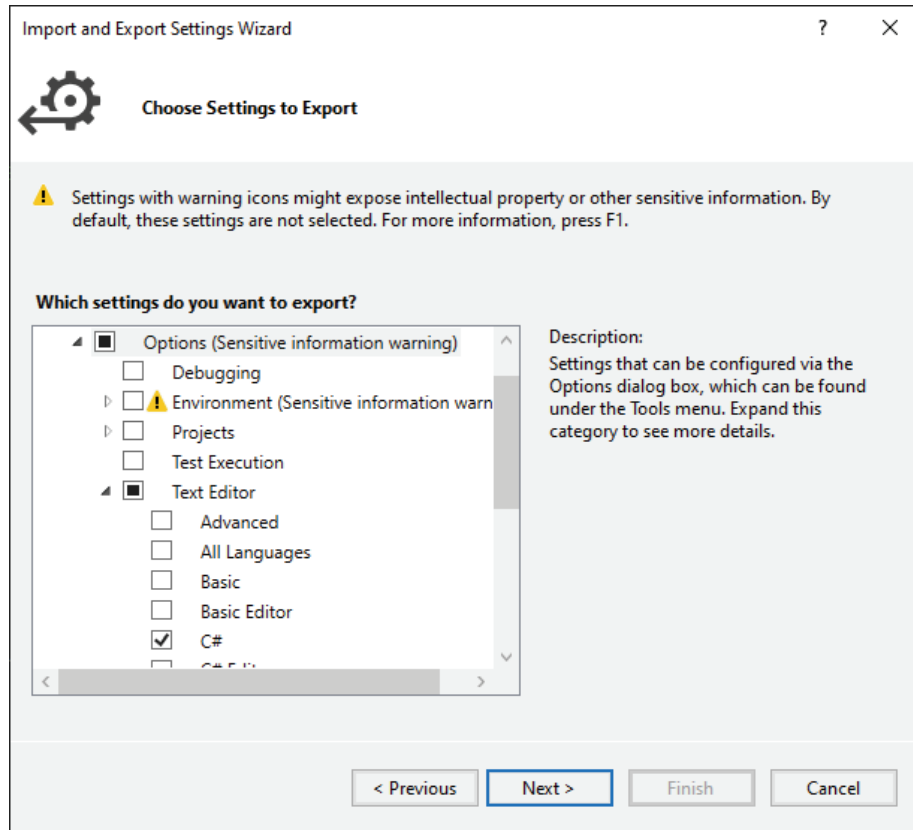 Import and Export Settings Wizard
?
Choose Settings to Export
Settings with warning icons might expose intellectual property or other sensitive information. By
default, these settings are not selected. For more information, press F1.
Which settings do you want to export?
Options (Sensitive information warning)
Debugging
Environment (Sensitive information warn
Projects
Test Execution
Text Editor
Advanced
All Languages
Basic
Basic Editor
C#
Description:
Settings that can be configured via the
Options dialog box, which can be found
under the Tools menu. Expand this
category to see more details.
< Previous
Next >
Finish
Cancel